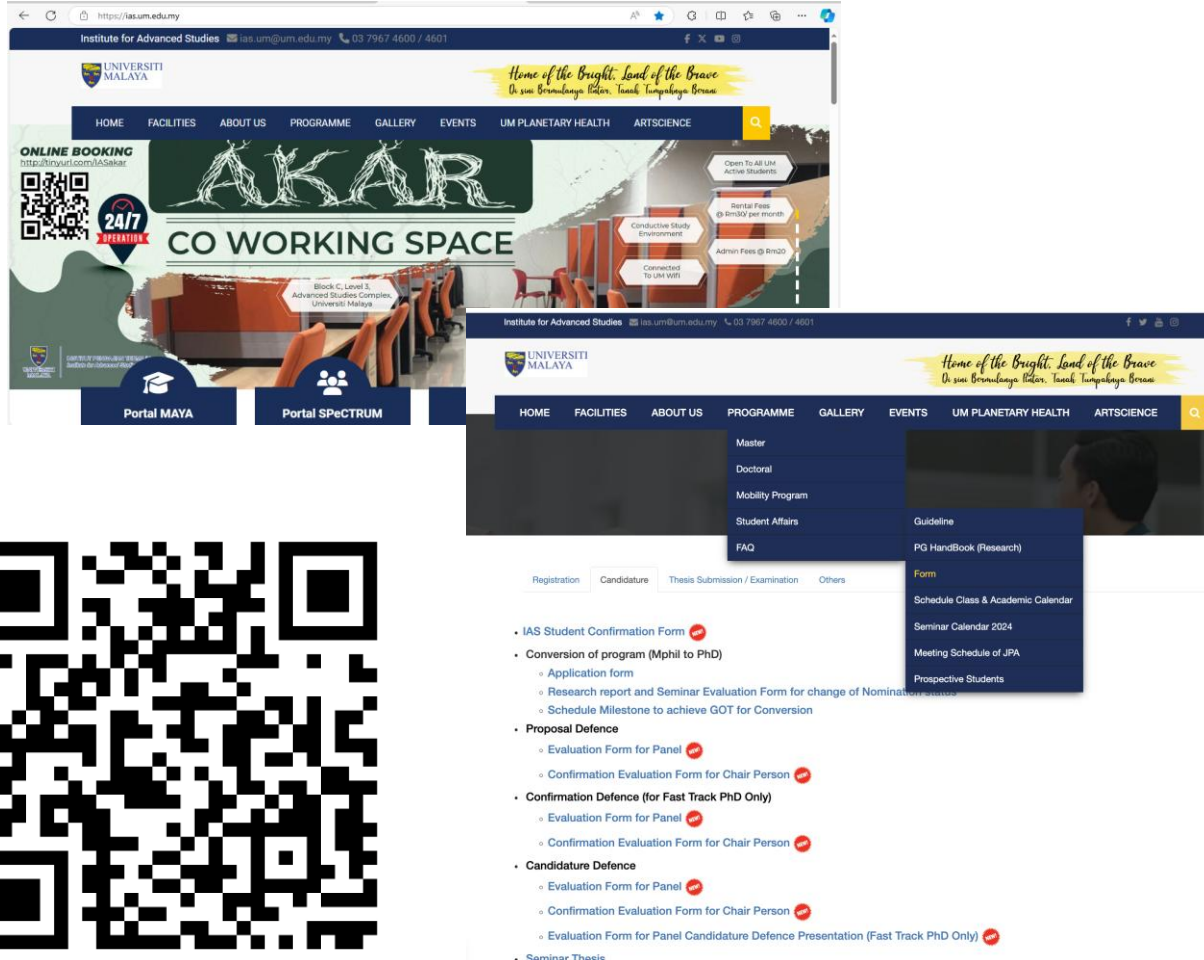 https://ias.um.edu.my
Institute for Advanced Studies ias.um@um.edu.my 03 7967 4600 / 4601
UNIVERSITI
MALAYA
Home of the Bright, Land of the Brave
Di sini Bermulanya Pintar, Tanah Tumpahnya Berani
HOME FACILITIES ABOUT US PROGRAMME GALLERY EVENTS UM PLANETARY HEALTH ARTSCIENCE
ONLINE BOOKING
http://tinyurl.com/IASakar
24/7
OPERATION
AKAR
CO WORKING SPACE
Block C, Level 3,
Advanced Studies Complex,
Universiti Malaya
Open To All UM
Active Students
Rental Fees
@ Rm30/ per month
Conductive Study
Environment
Admin Fees @ Rm20
Connected
To UM Wifi
Portal MAYA
Portal SPeCTRUM
Institute for Advanced Studies ias.um@um.edu.my 03 7967 4600 / 4601
UNIVERSITI
MALAYA
Home of the Bright, Land of the Brave
Di sini Bermulanya Pintar, Tanah Tumpahnya Berani
HOME FACILITIES ABOUT US PROGRAMME GALLERY EVENTS UM PLANETARY HEALTH ARTSCIENCE
Master
Doctoral
Mobility Program
Student Affairs
FAQ
Guideline
PG HandBook (Research)
Form
Schedule Class & Academic Calendar
Seminar Calendar 2024
Meeting Schedule of JPA
Prospective Students
Registration Candidature Thesis Submission / Examination Others
• IAS Student Confirmation Form NEW!
• Conversion of program (Mphil to PhD)
◦ Application form
◦ Research report and Seminar Evaluation Form for change of Nomination status
◦ Schedule Milestone to achieve GOT for Conversion
• Proposal Defence
◦ Evaluation Form for Panel NEW!
◦ Confirmation Evaluation Form for Chair Person NEW!
• Confirmation Defence (for Fast Track PhD Only)
◦ Evaluation Form for Panel NEW!
◦ Confirmation Evaluation Form for Chair Person NEW!
• Candidature Defence
◦ Evaluation Form for Panel NEW!
◦ Confirmation Evaluation Form for Chair Person NEW!
◦ Evaluation Form for Panel Candidature Defence Presentation (Fast Track PhD Only) NEW!
• Seminar Thesis